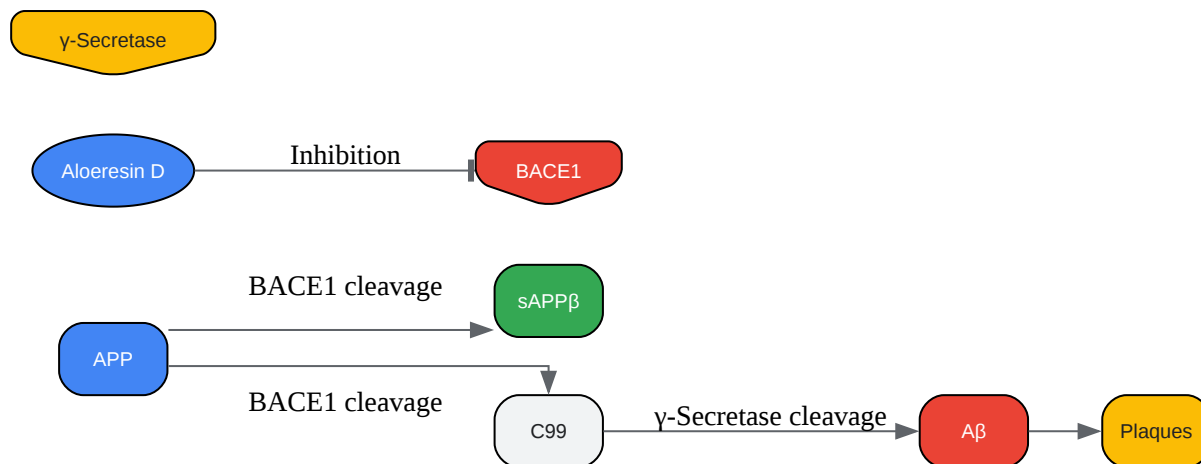 γ-Secretase
Aloeresin D
Inhibition
BACE1
BACE1 cleavage
sAPPβ
APP
BACE1 cleavage
C99
γ-Secretase cleavage
Aβ
Plaques